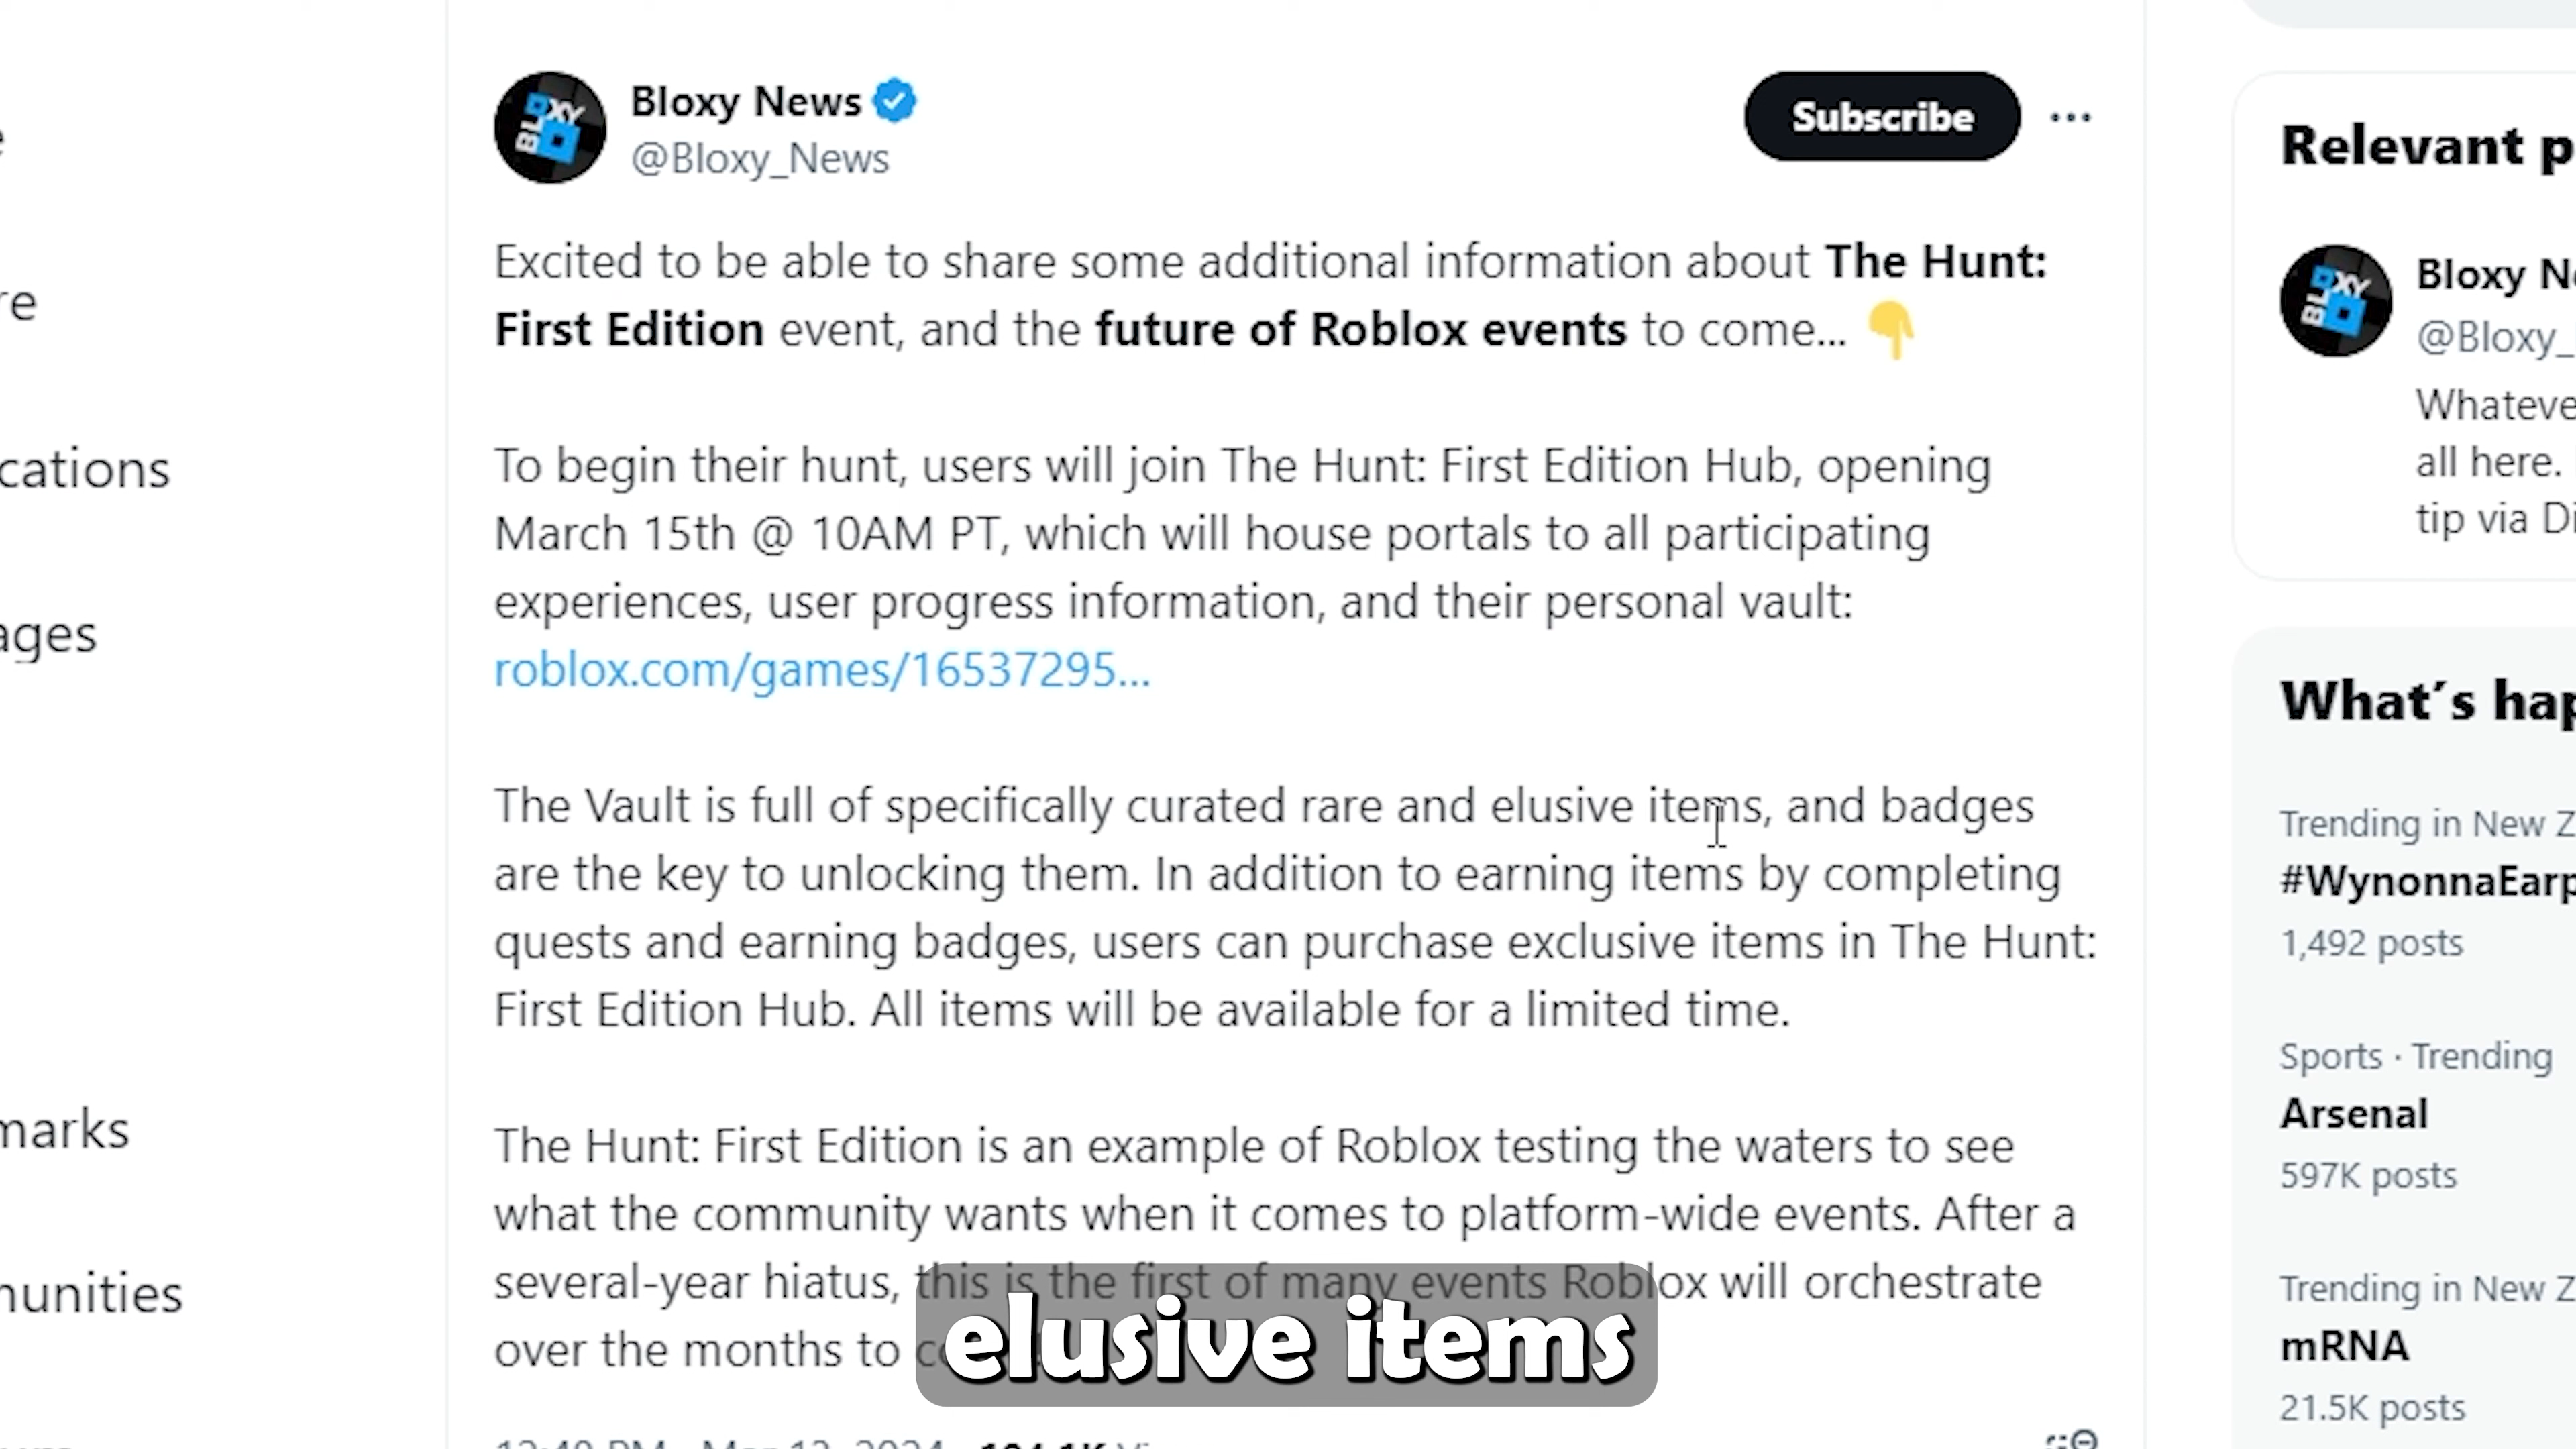 Bloxy News
@Bloxy_News
Subscribe
Excited to be able to share some additional information about The Hunt:
First Edition event, and the future of Roblox events to come...
To begin their hunt, users will join The Hunt: First Edition Hub, opening
March 15th @ 10AM PT, which will house portals to all participating
experiences, user progress information, and their personal vault:
roblox.com/games/16537295...
The Vault is full of specifically curated rare and elusive items, and badges
are the key to unlocking them. In addition to earning items by completing
quests and earning badges, users can purchase exclusive items in The Hunt:
First Edition Hub. All items will be available for a limited time.
The Hunt: First Edition is an example of Roblox testing the waters to see
what the community wants when it comes to platform-wide events. After a
several-year hiatus, this is the first of many events Roblox will orchestrate
over the months to
elusive items
re
cations
ages
marks
nunities
Relevant p
Bloxy Ne
@Bloxy_
Whateve
all here.
tip via Di
What's hap
Trending in New Z
#WynonnaEarp
1,492 posts
Sports · Trending
Arsenal
597K posts
Trending in New Z
mRNA
21.5K posts